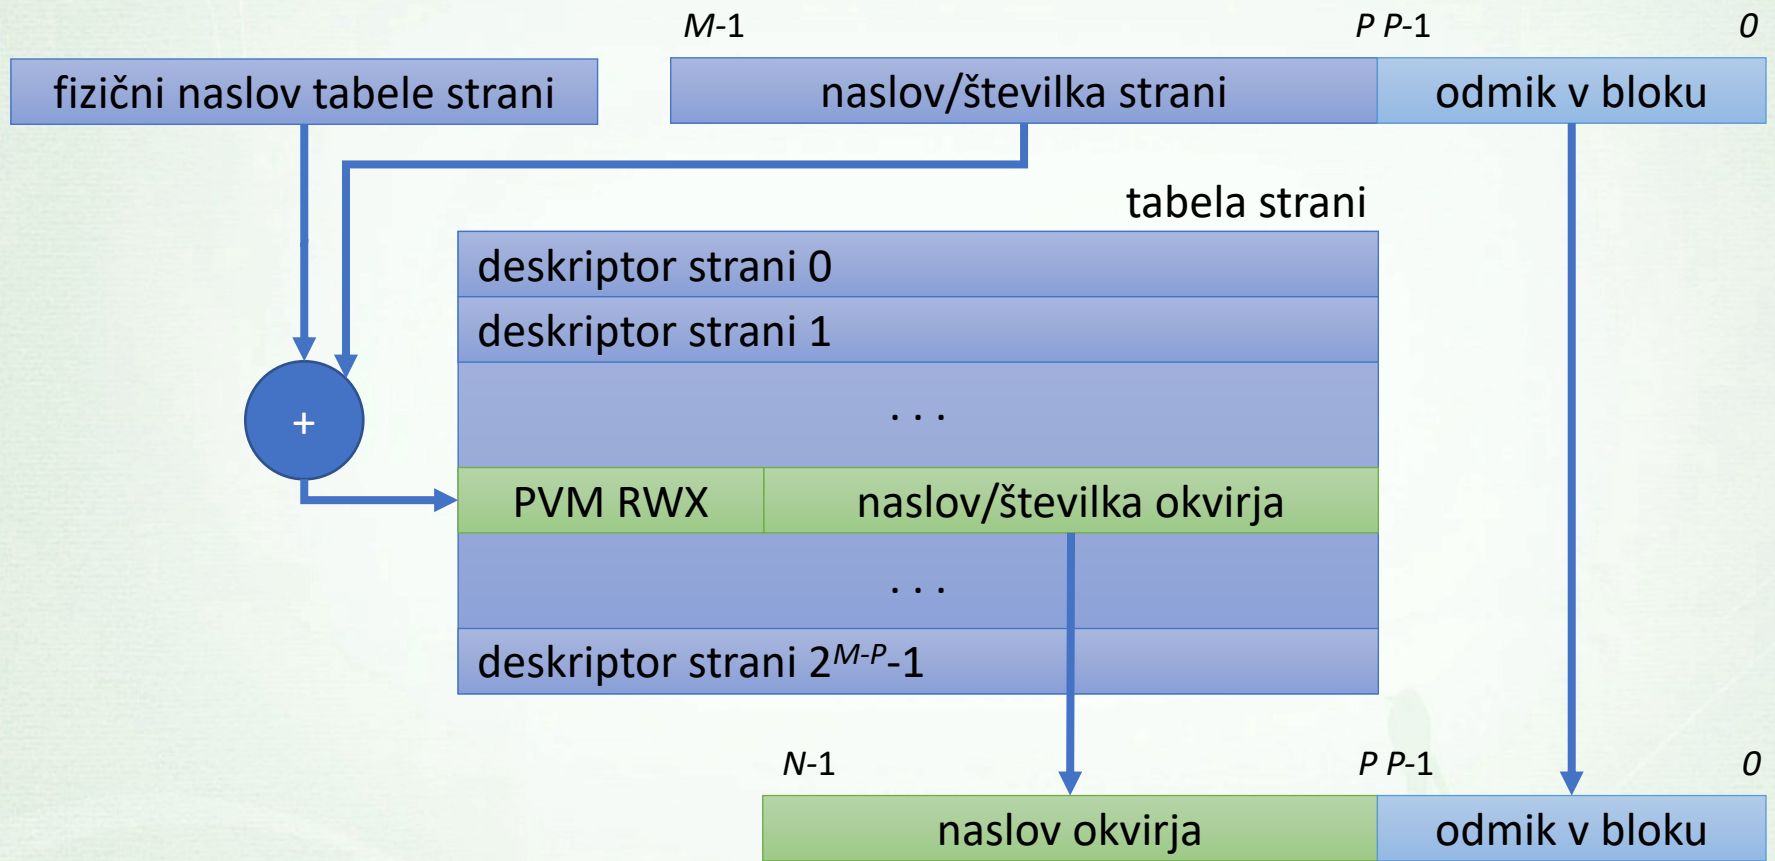 M-1 P P-1 0
fizični naslov tabele strani naslov/številka strani odmik v bloku
tabela strani
deskriptor strani 0
deskriptor strani 1
. . .
+
PVM RWX naslov/številka okvirja
. . .
deskriptor strani 2^M-P-1
N-1 P P-1 0
naslov okvirja odmik v bloku